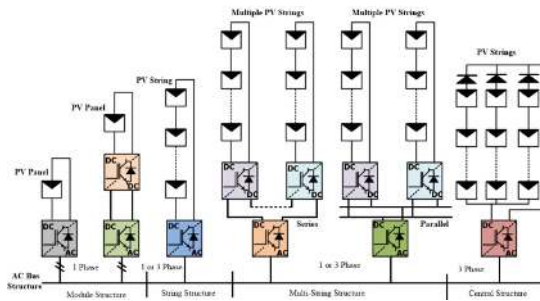 Multiple PV Strings
Multiple PV Strings
PV Strings
PV String
PV Panel
PV Panel
DC
DC
DC
DC
DC
DC
DC
DC
DC
DC
Series
Parallel
DC
AC
DC
AC
DC
AC
DC
AC
DC
AC
DC
AC
1 Phase
1 or 3 Phase
1 or 3 Phase
3 Phase
AC Bus
Structure
Module Structure
String Structure
Multi-String Structure
Central Structure